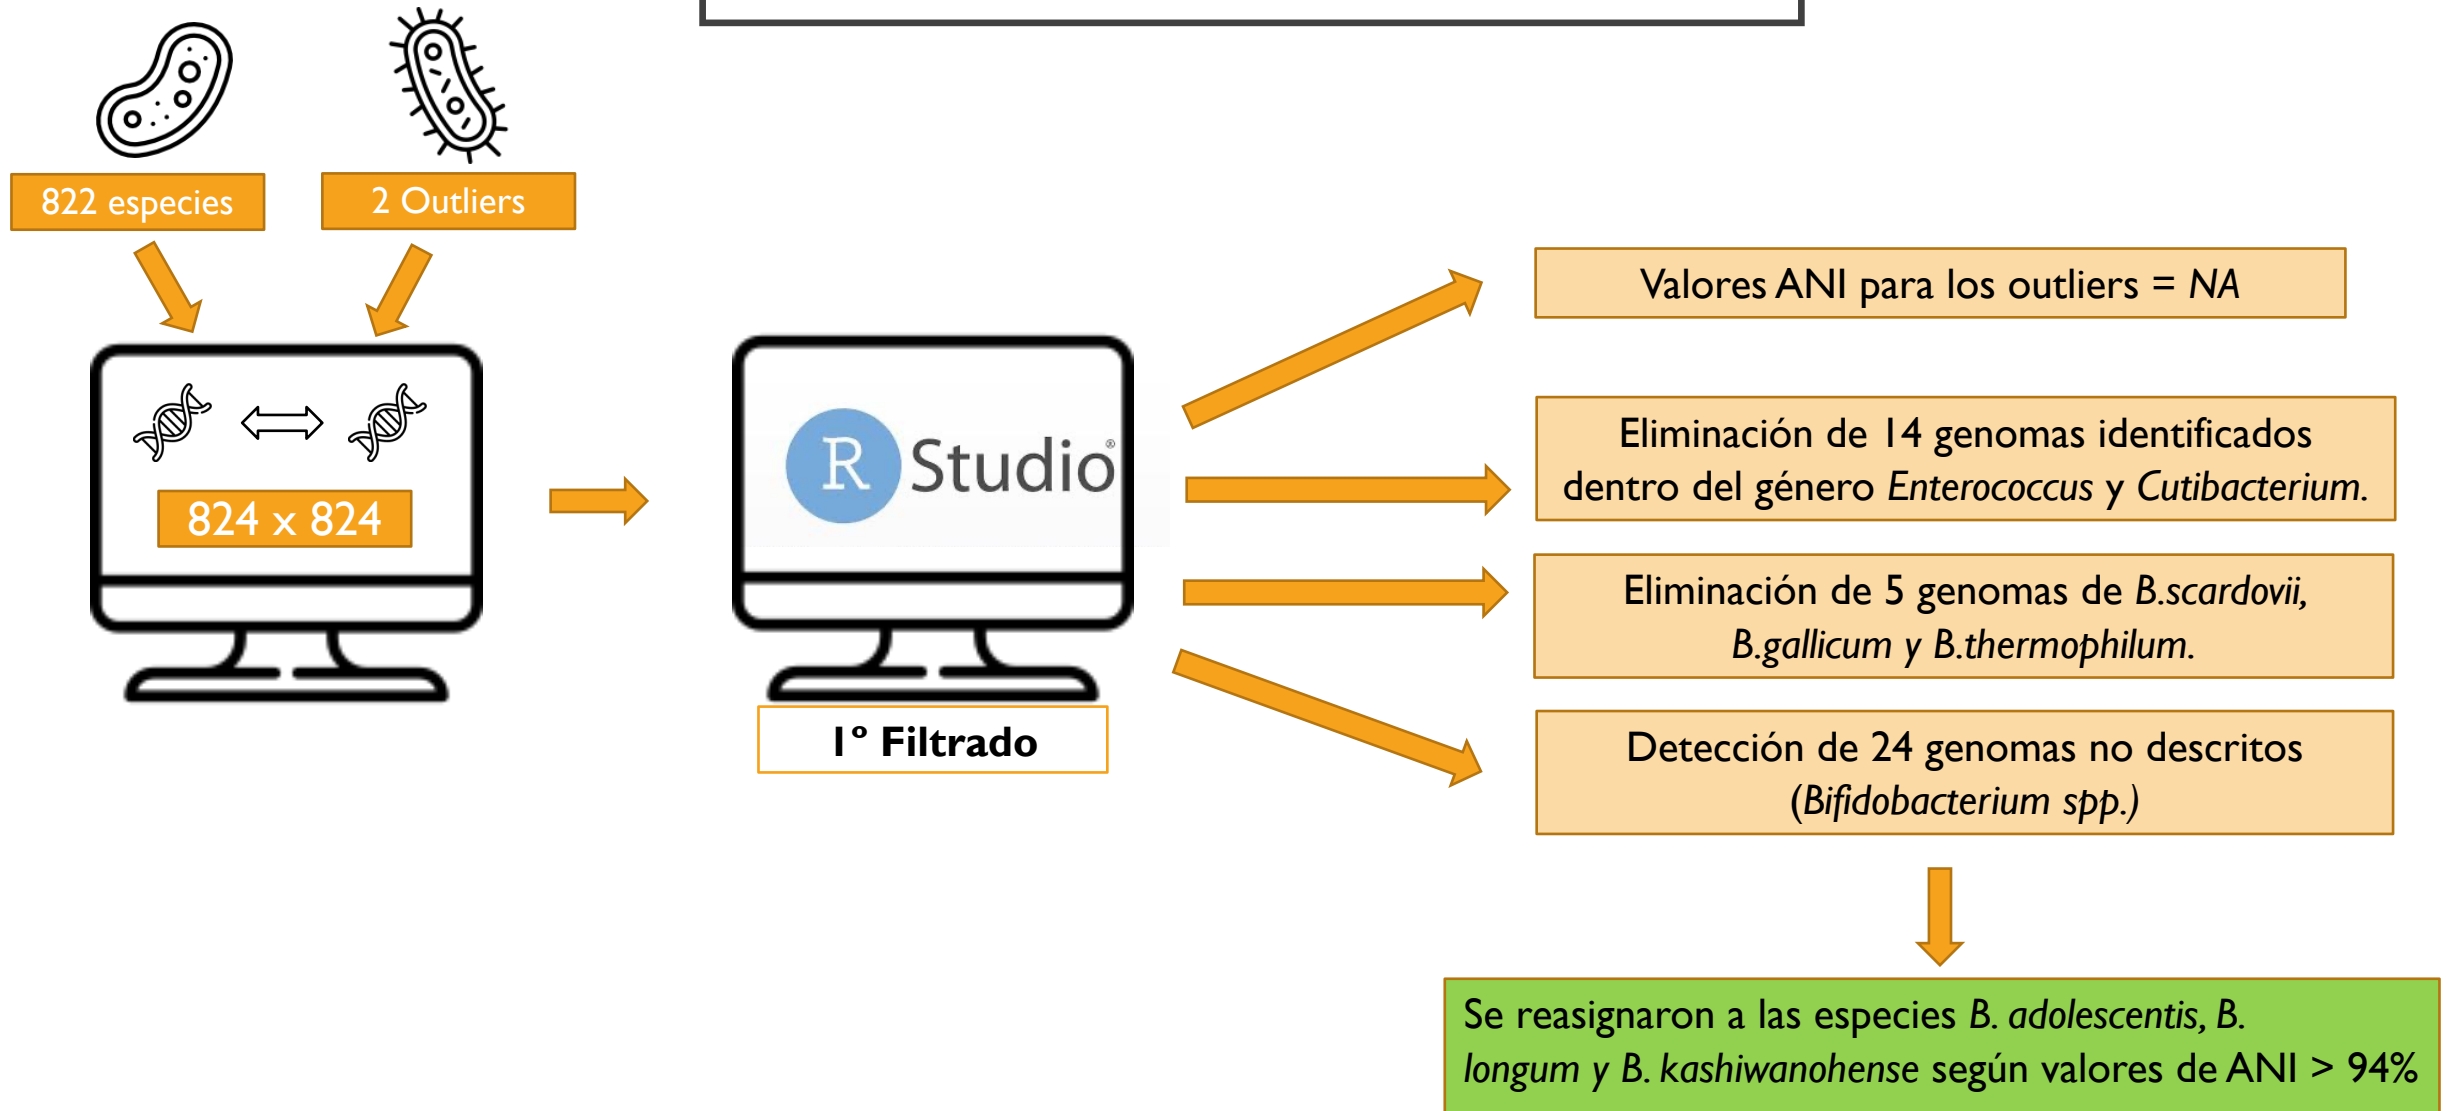 822 especies
2 Outliers
824 x 824
R Studio®
1º Filtrado
Valores ANI para los outliers = NA
Eliminación de 14 genomas identificados
dentro del género Enterococcus y Cutibacterium.
Eliminación de 5 genomas de B.scardovii,
B.gallicum y B.thermophilum.
Detección de 24 genomas no descritos
(Bifidobacterium spp.)
Se reasignaron a las especies B. adolescentis, B.
longum y B. kashiwanohense según valores de ANI > 94%